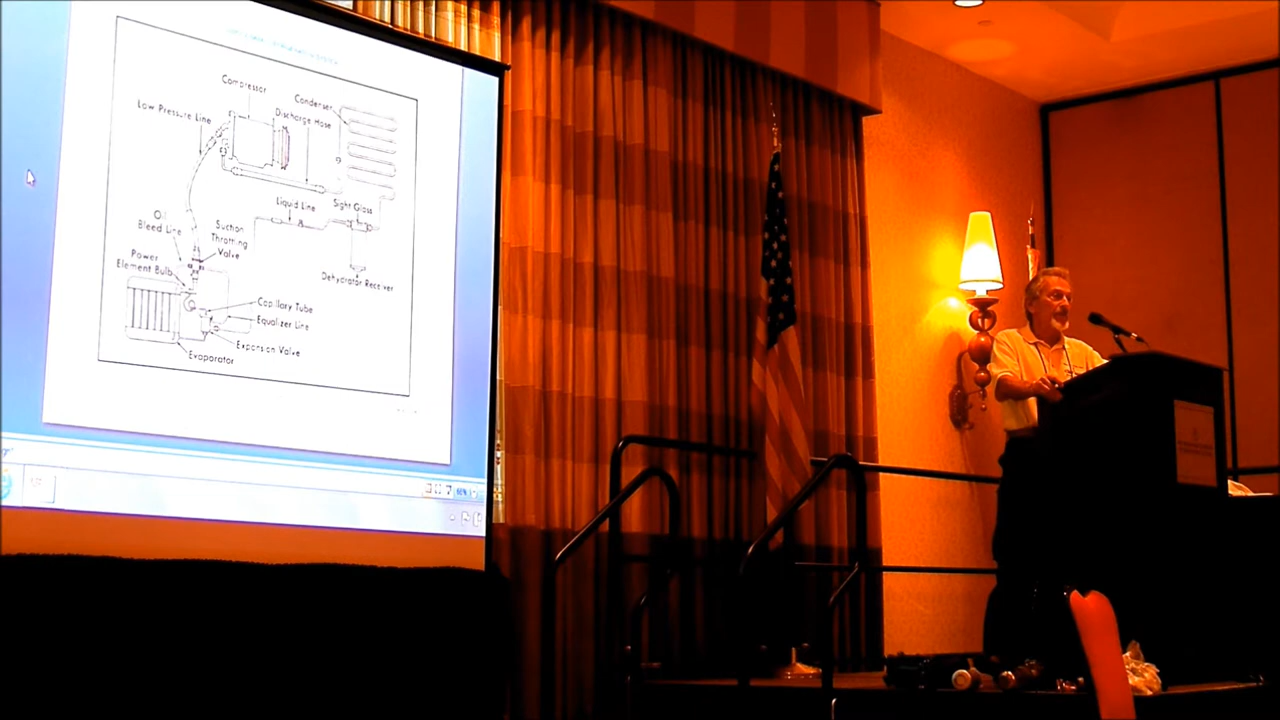 Compressor
Condenser
Low Pressure Line
Discharge Hose
Liquid Line
Sight Glass
Oil
Bleed Line
Suction
Throttling
Valve
Power
Element Bulb
Dehydrator Receiver
Capillary Tube
Equalizer Line
Expansion Valve
Evaporator